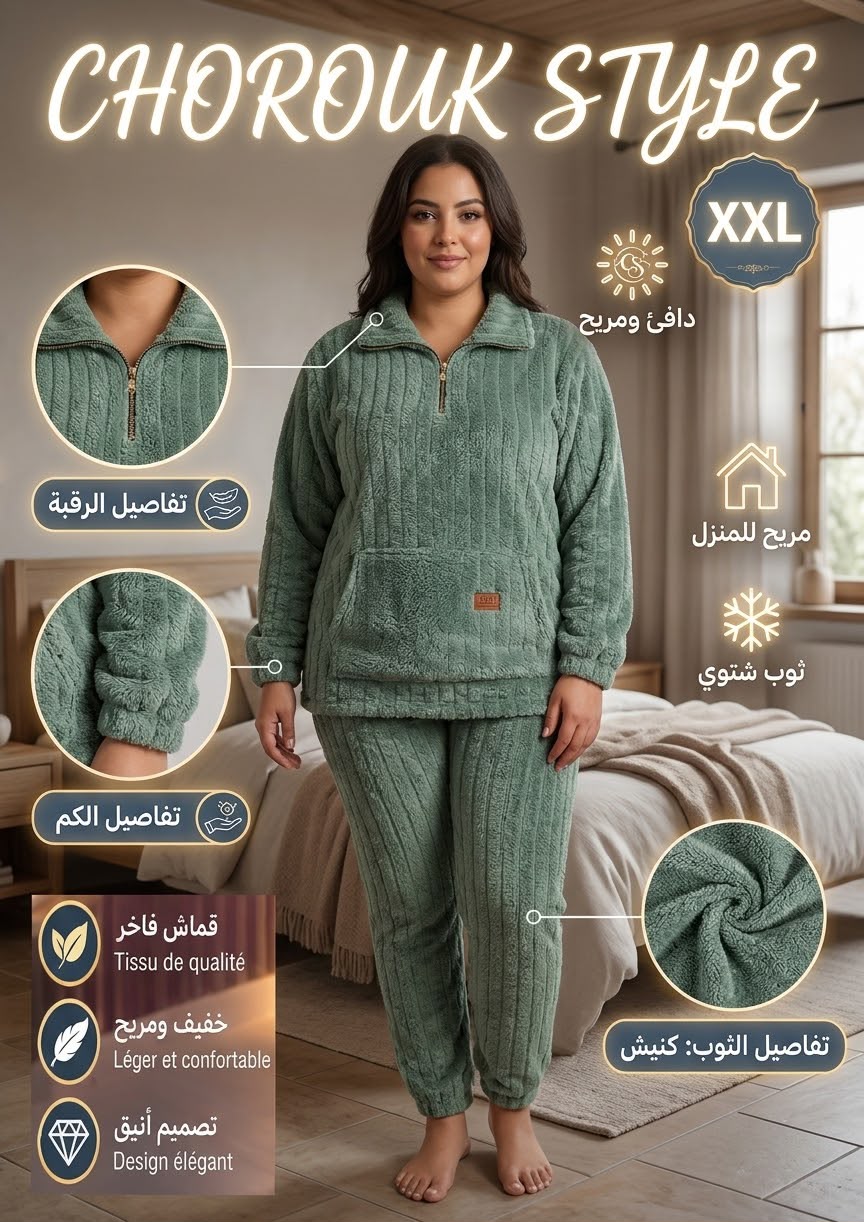 CHOROUK STYLE
XXL
CS
دافئ ومريح
تفاصيل الرقبة
مريح للمنزل
ثوب شتوي
تفاصيل الكم
قماش فاخر
Tissu de qualité
خفيف ومريح
Léger et confortable
تصميم أنيق
Design élégant
تفاصيل الثوب: كنيش